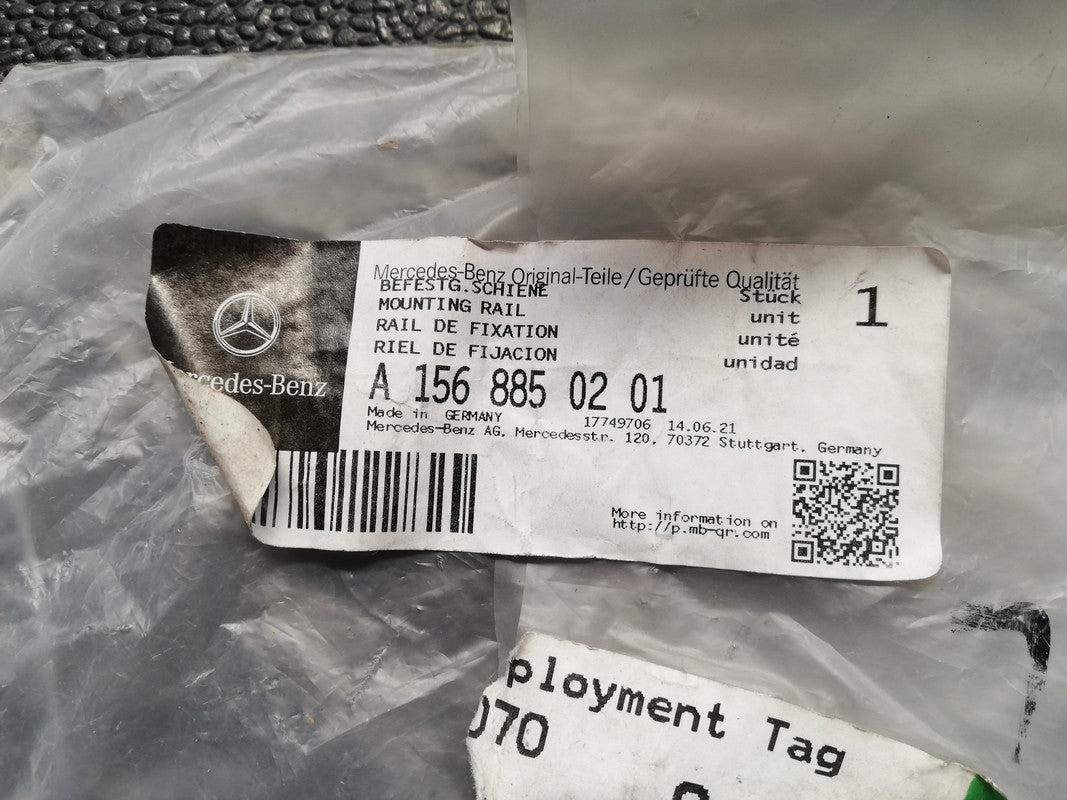 Mercedes-Benz Original-Teile/Geprüfte Qualität
BEFESTG.SCHIENE Stück 1
MOUNTING RAIL unit
RAIL DE FIXATION unité
RIEL DE FIJACION unidad
rcedes-Benz
A 156 885 02 01
Made in GERMANY 17749706 14.06.21
Mercedes-Benz AG, Mercedesstr. 120, 70372 Stuttgart, Germany
More information on
http://p.mb-qr.com
ployment Tag
070